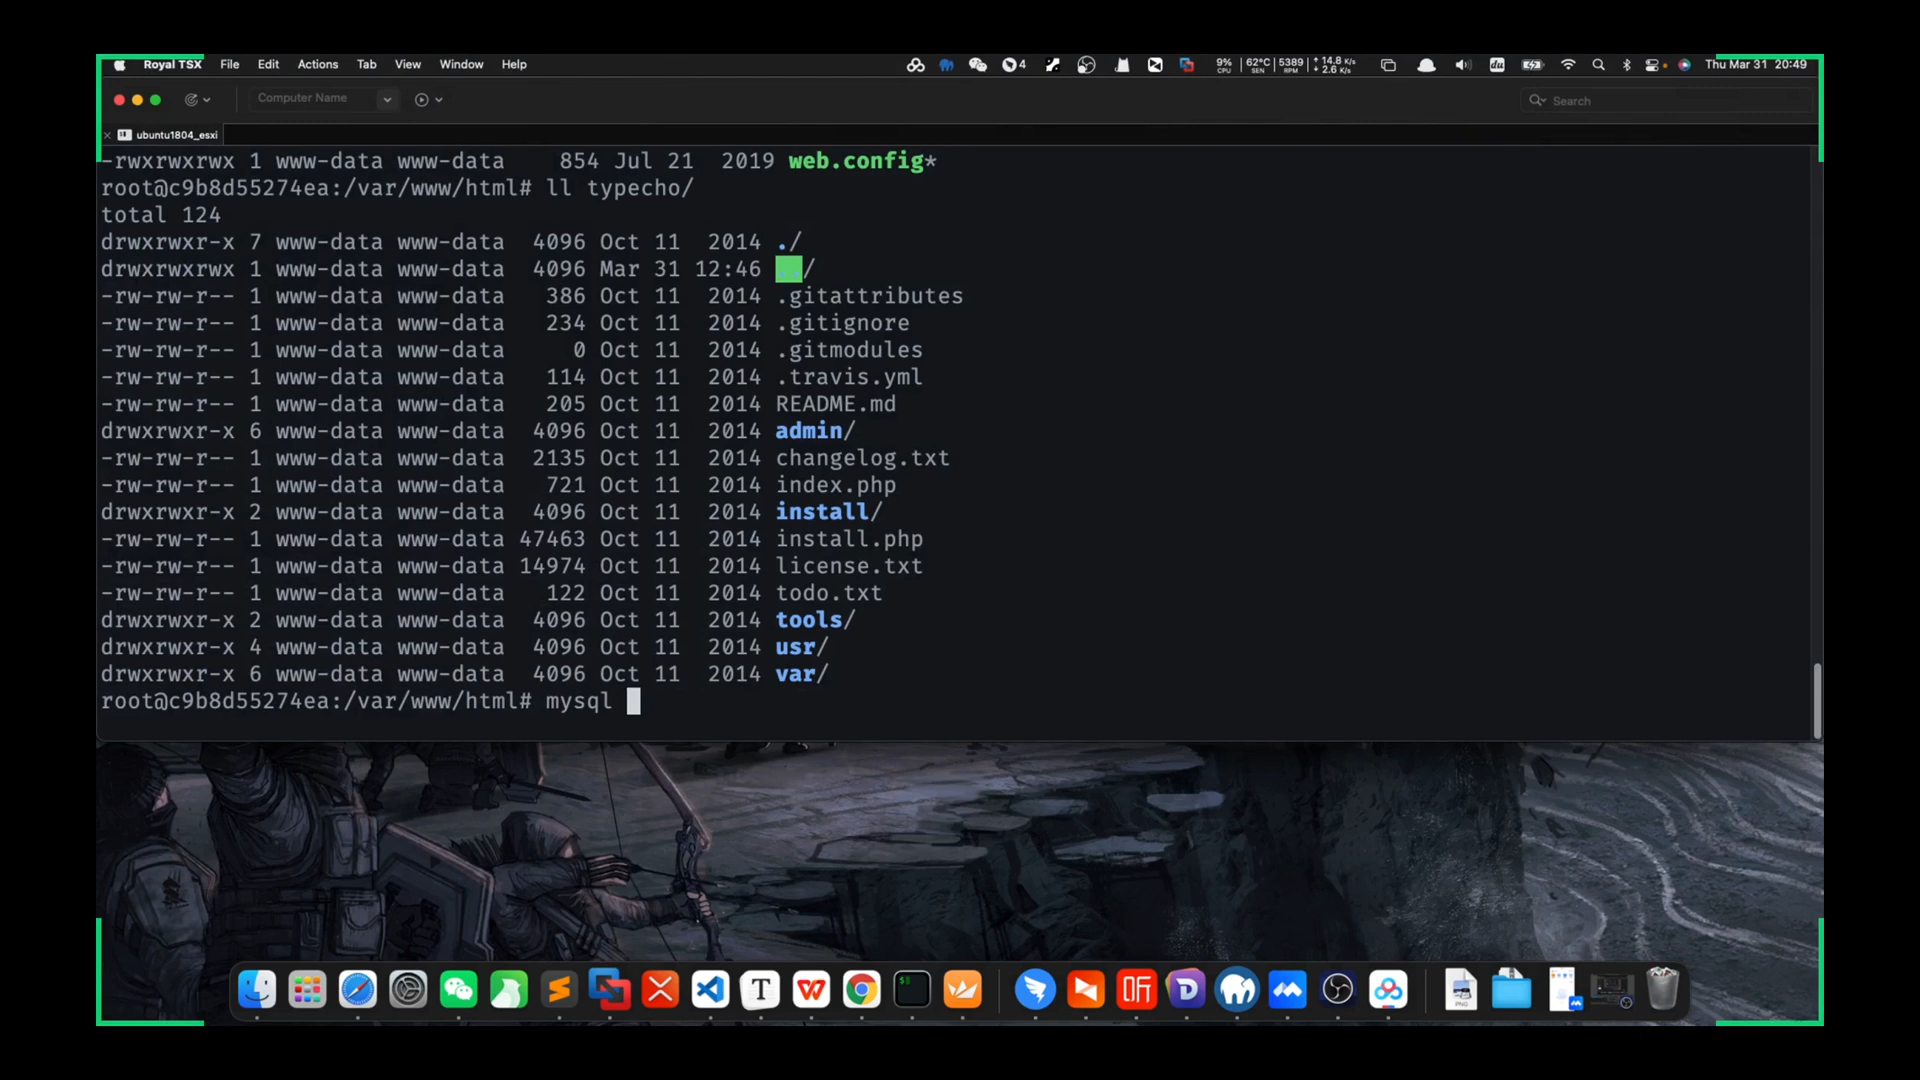 Royal TSX File Edit Actions Tab View Window Help 4 9% CPU 62°C SEN 5389 RPM 14.8 K/s 2.6 K/s du Thu Mar 31 20:49
Computer Name Search
ubuntu1804_esxi
-rwxrwxrwx 1 www-data www-data 854 Jul 21 2019 web.config*
root@c9b8d55274ea:/var/www/html# ll typecho/
total 124
drwxrwxr-x 7 www-data www-data 4096 Oct 11 2014 ./
drwxrwxrwx 1 www-data www-data 4096 Mar 31 12:46 ../
-rw-rw-r-- 1 www-data www-data 386 Oct 11 2014 .gitattributes
-rw-rw-r-- 1 www-data www-data 234 Oct 11 2014 .gitignore
-rw-rw-r-- 1 www-data www-data 0 Oct 11 2014 .gitmodules
-rw-rw-r-- 1 www-data www-data 114 Oct 11 2014 .travis.yml
-rw-rw-r-- 1 www-data www-data 205 Oct 11 2014 README.md
drwxrwxr-x 6 www-data www-data 4096 Oct 11 2014 admin/
-rw-rw-r-- 1 www-data www-data 2135 Oct 11 2014 changelog.txt
-rw-rw-r-- 1 www-data www-data 721 Oct 11 2014 index.php
drwxrwxr-x 2 www-data www-data 4096 Oct 11 2014 install/
-rw-rw-r-- 1 www-data www-data 47463 Oct 11 2014 install.php
-rw-rw-r-- 1 www-data www-data 14974 Oct 11 2014 license.txt
-rw-rw-r-- 1 www-data www-data 122 Oct 11 2014 todo.txt
drwxrwxr-x 2 www-data www-data 4096 Oct 11 2014 tools/
drwxrwxr-x 4 www-data www-data 4096 Oct 11 2014 usr/
drwxrwxr-x 6 www-data www-data 4096 Oct 11 2014 var/
root@c9b8d55274ea:/var/www/html# mysql